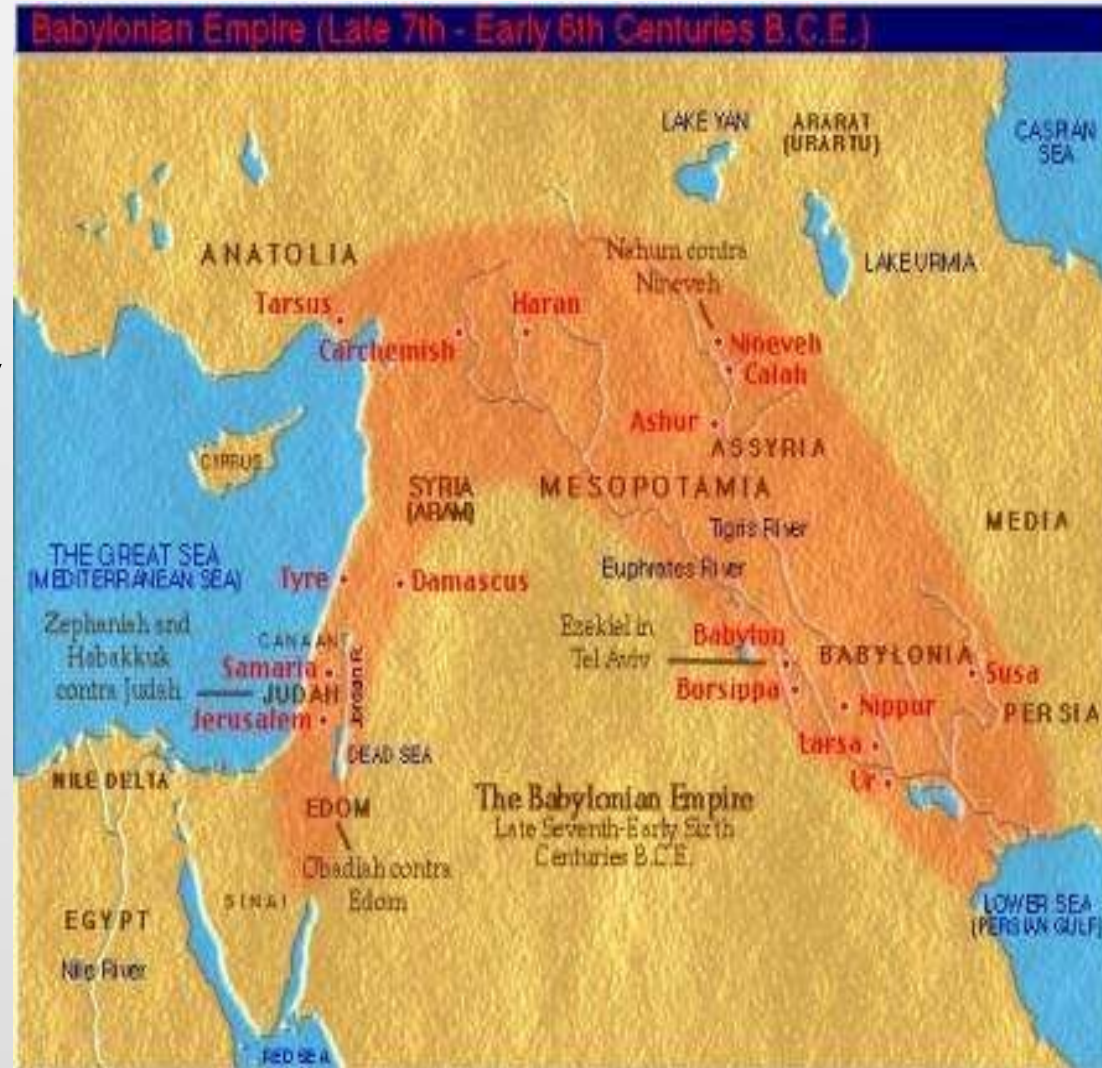 Babylonian Empire (Late 7th - Early 6th Centuries B.C.E.)
LAKE YAN
ARARAT
(URARTU)
CASPIAN
SEA
ANATOLIA
Nahum contra
Nineveh
LAKE URMIA
Tarsus
Haran
Carchemish
Nineveh
Calah
Ashur
ASSYRIA
CYPRUS
SYRIA
(ARAM)
MESOPOTAMIA
MEDIA
Tigris River
THE GREAT SEA
(MEDITERRANEAN SEA)
Tyre
Damascus
Euphrates River
Zephaniah and
Habakkuk
contra Judah
CANAAN
Samaria
JUDAH
Jerusalem
Jordan R.
DEAD SEA
Ezekiel in
Tel Aviv
Babylon
BABYLONIA
Susa
Borsippa
Nippur
PERSIA
Larsa
Ur
NILE DELTA
EDOM
The Babylonian Empire
Late Seventh-Early Sixth
Centuries B.C.E.
Obadiah contra
Edom
SINAI
EGYPT
Nile River
LOWER SEA
(PERSIAN GULF)
RED SEA